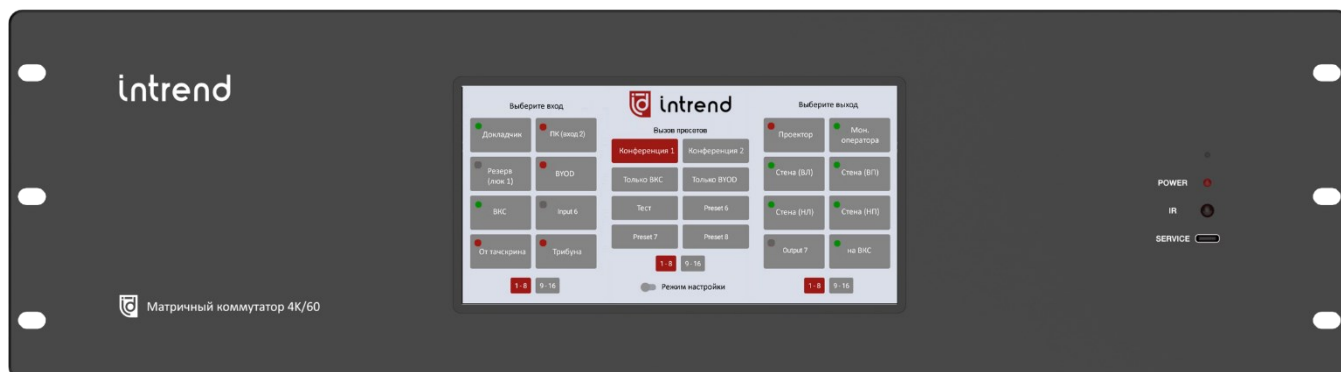 intrend
Матричный коммутатор 4K/60
Выберите вход
Докладчик
ПК (вход 2)
Резерв
(люк 1)
BYOD
ВКС
Input 6
От тачскрина
Трибуна
1 - 8
9 - 16
intrend
Вызов пресетов
Конференция 1
Конференция 2
Только ВКС
Только BYOD
Тест
Preset 6
Preset 7
Preset 8
1 - 8
9 - 16
Режим настройки
Выберите выход
Проектор
Мон.
оператора
Стена (ВЛ)
Стена (ВП)
Стена (НЛ)
Стена (НП)
Output 7
на ВКС
1 - 8
9 - 16
POWER
IR
SERVICE